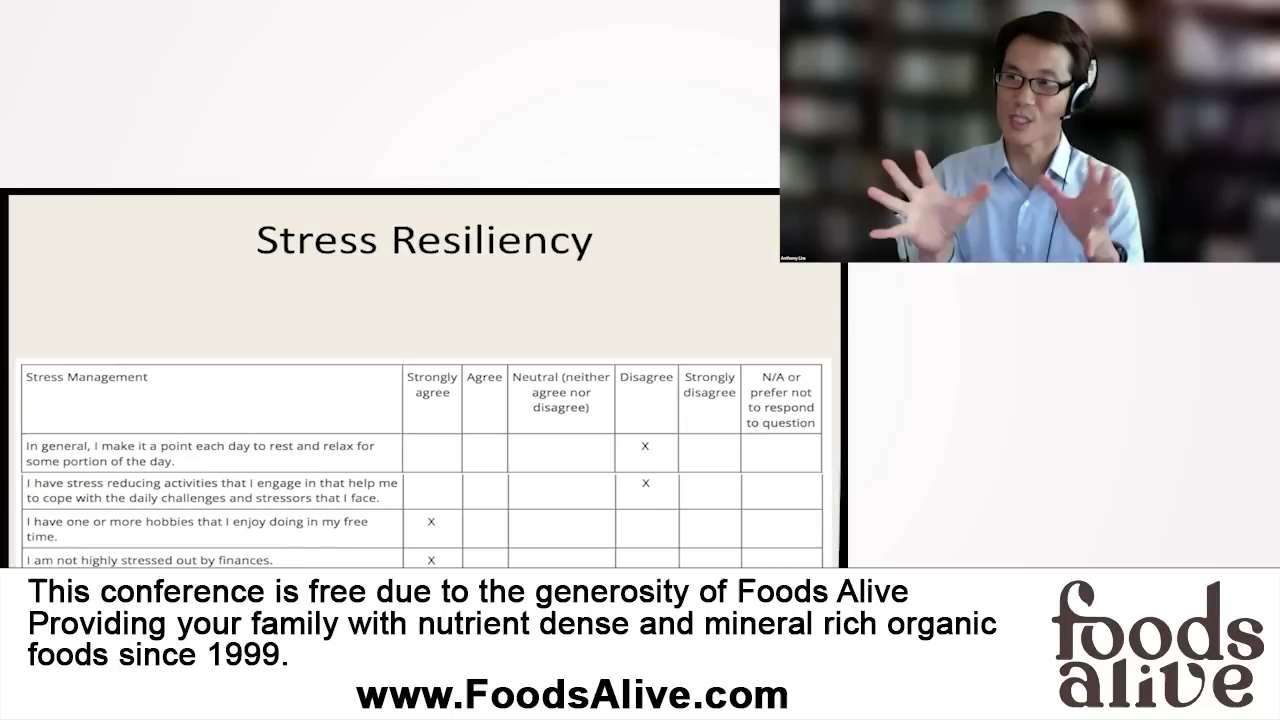 Anthony Lim
Stress Resiliency
Stress Management
Strongly
agree
Agree
Neutral (neither
agree nor
disagree)
Disagree
Strongly
disagree
N/A or
prefer not
to respond
to question
In general, I make it a point each day to rest and relax for
some portion of the day.
X
I have stress reducing activities that I engage in that help me
to cope with the daily challenges and stressors that I face.
X
I have one or more hobbies that I enjoy doing in my free
time.
X
I am not highly stressed out by finances.
X
This conference is free due to the generosity of Foods Alive
Providing your family with nutrient dense and mineral rich organic
foods since 1999.
www.FoodsAlive.com
foods
alive